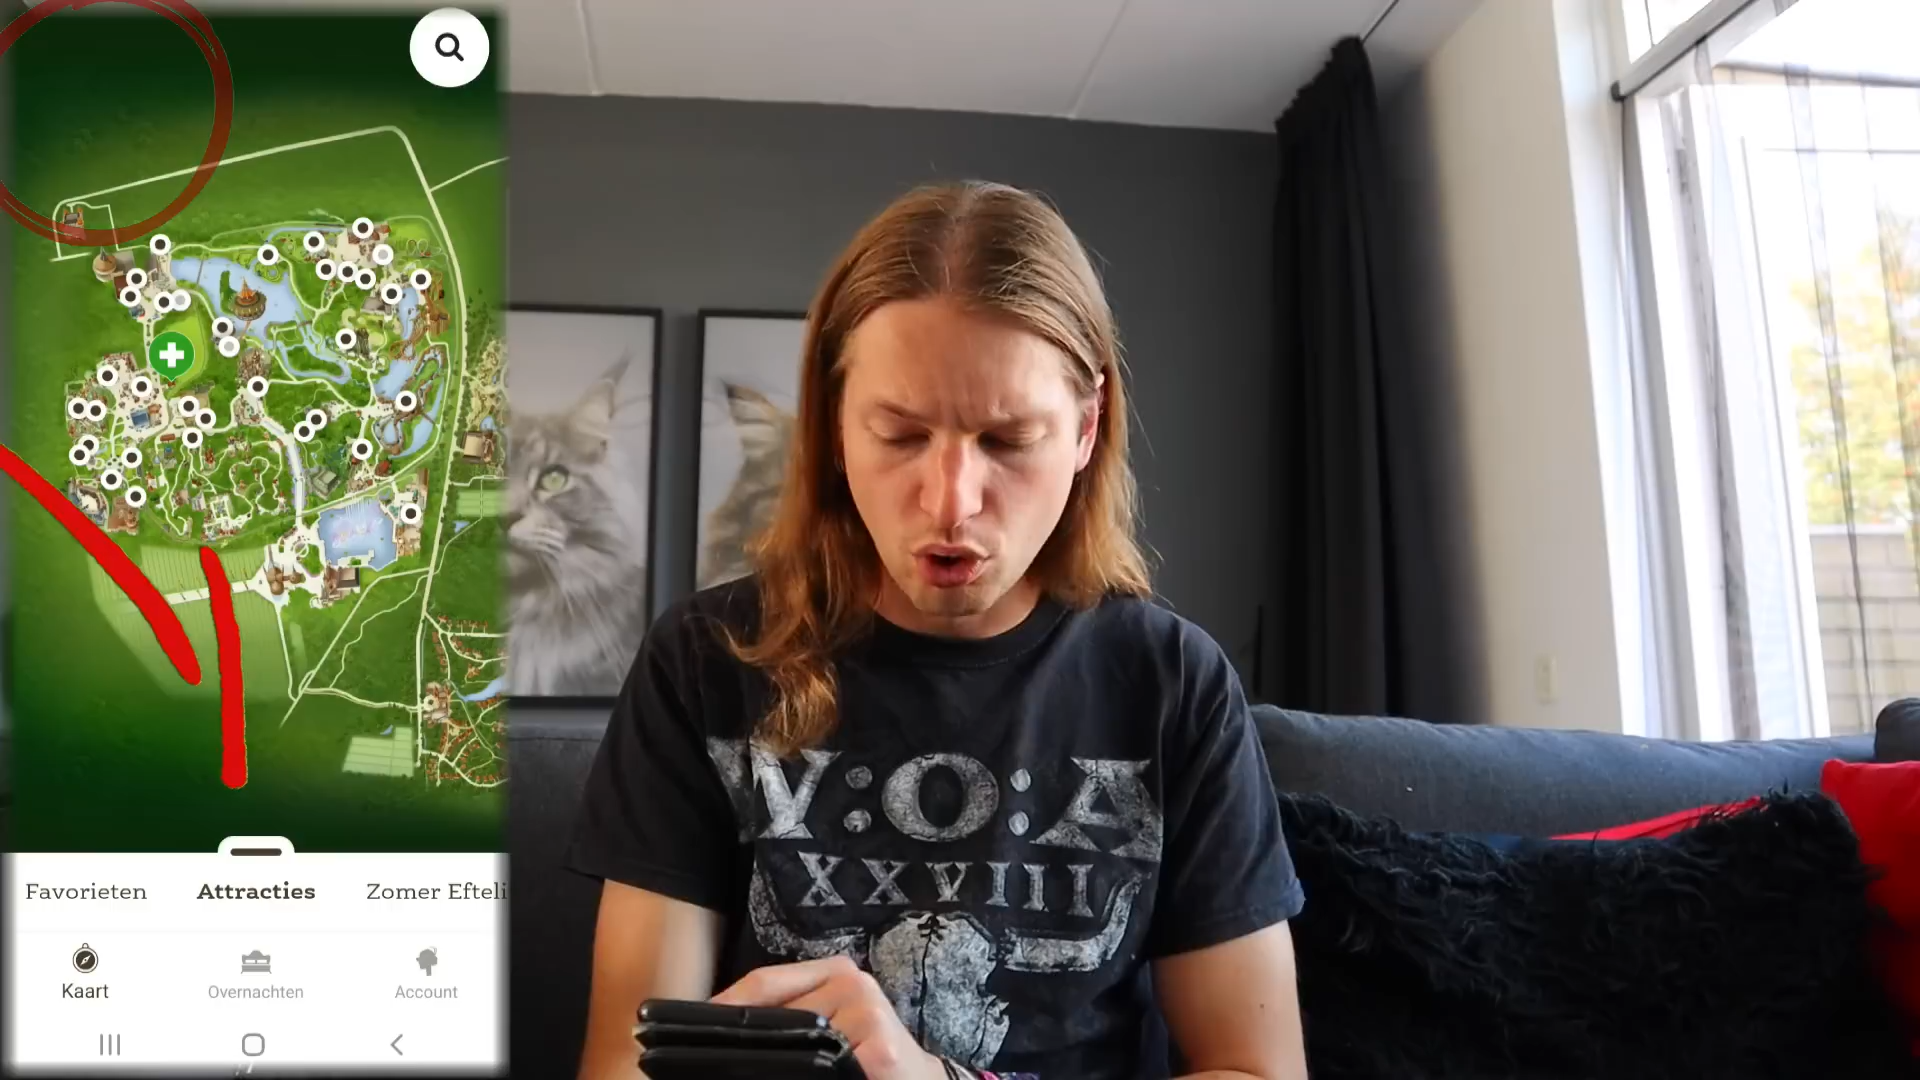 Favorieten Attracties Zomer Efteli
Kaart Overnachten Account
W:O:A
XXVIII